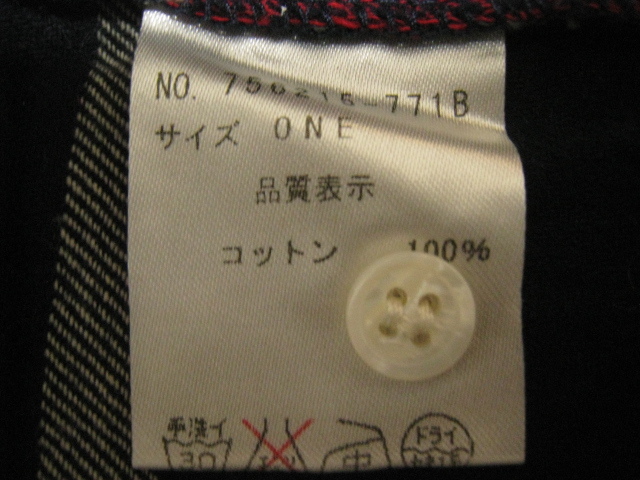 NO. 756216-771B
サイズ ONE
品質表示
コットン 100%
手洗イ
30
中
ドライ